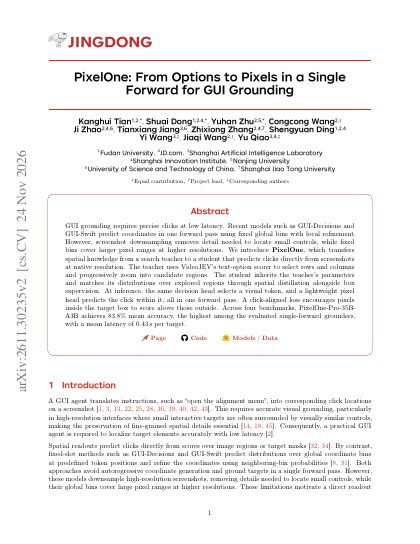 JINGDONG
PixelOne: From Options to Pixels in a Single
Forward for GUI Grounding
Kanghui Tian1,2,*, Shuai Dong1,2,4,*, Yuhan Zhu2,5,*, Congcong Wang2,†
Ji Zhao2,4,6, Tianxiang Jiang2,6, Zhixiong Zhang2,4,7, Shengyuan Ding1,2,4
Yi Wang3,‡, Jiaqi Wang2,‡, Yu Qiao3,4,‡
1Fudan University. 2JD.com. 3Shanghai Artificial Intelligence Laboratory
4Shanghai Innovation Institute. 5Nanjing University
6University of Science and Technology of China. 7Shanghai Jiao Tong University
*Equal contribution, †Project lead, ‡Corresponding authors
Abstract
GUI grounding requires precise clicks at low latency. Recent models such as GUI-Decisions and
GUI-Swift predict coordinates in one forward pass using fixed global bins with local refinement.
However, screenshot downsampling removes detail needed to locate small controls, while fixed
bins cover larger pixel ranges at higher resolutions. We introduce PixelOne, which transfers
spatial knowledge from a search teacher to a student that predicts clicks directly from screenshots
at native resolution. The teacher uses VideoJEV's text-option scorer to select rows and columns
and progressively zoom into candidate regions. The student inherits the teacher's parameters
and matches its distributions over explored regions through spatial distillation alongside box
supervision. At inference, the same decision head selects a visual token, and a lightweight pixel
head predicts the click within it, all in one forward pass. A click-aligned loss encourages pixels
inside the target box to score above those outside. Across four benchmarks, PixelOne-Pro-35B-
A3B achieves 83.8% mean accuracy, the highest among the evaluated single-forward grounders,
with a mean latency of 0.43 s per target.
Page Code Models / Data
arXiv:2611.30235v2 [cs.CV] 24 Nov 2026
1 Introduction
A GUI agent translates instructions, such as “open the alignment menu”, into corresponding click locations
on a screenshot [1, 3, 13, 22, 25, 28, 36, 39, 40, 42, 43]. This requires accurate visual grounding, particularly
in high-resolution interfaces where small interactive targets are often surrounded by visually similar controls,
making the preservation of fine-grained spatial details essential [14, 18, 45]. Consequently, a practical GUI
agent is required to localize target elements accurately with low latency [2].
Spatial readouts predict clicks directly from scores over image regions or target masks [32, 34]. By contrast,
fixed-slot methods such as GUI-Decisions and GUI-Swift predict distributions over global coordinate bins
at predefined token positions and refine the coordinates using neighboring-bin probabilities [8, 31]. Both
approaches avoid autoregressive coordinate generation and ground targets in a single forward pass. However,
these models downsample high-resolution screenshots, removing details needed to locate small controls, while
their global bins cover large pixel ranges at higher resolutions. These limitations motivate a direct readout
1